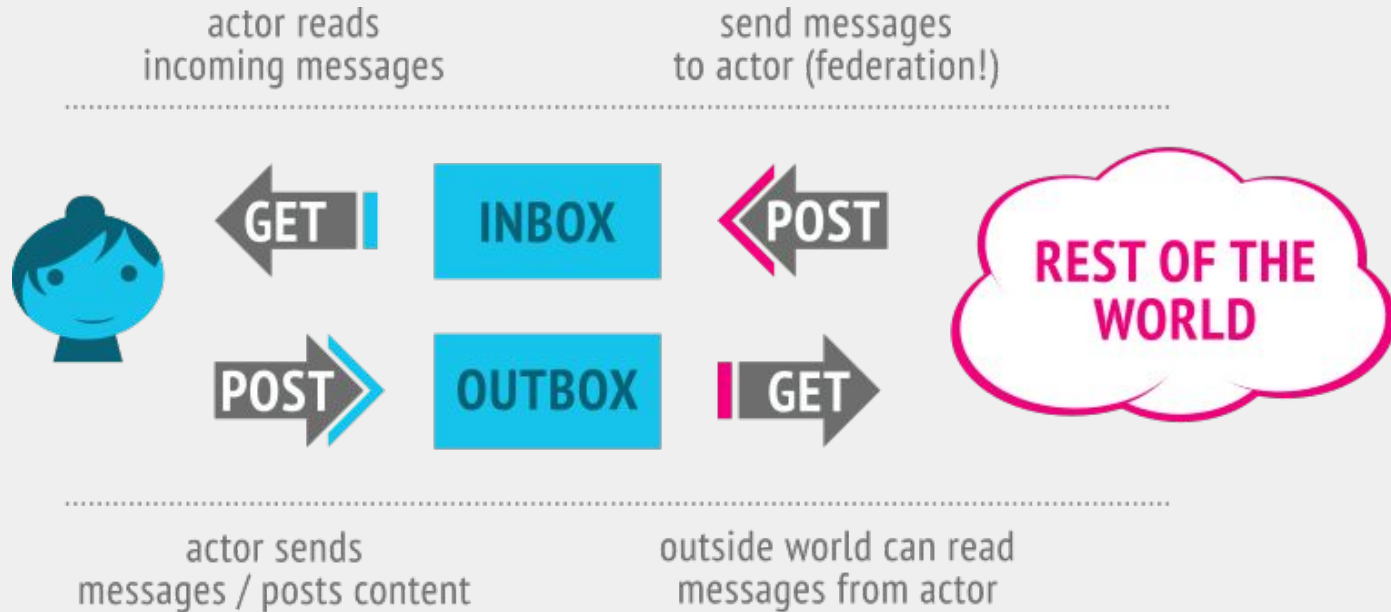 actor reads
incoming messages
send messages
to actor (federation!)
GET
INBOX
POST
REST OF THE
WORLD
POST
OUTBOX
GET
actor sends
messages / posts content
outside world can read
messages from actor